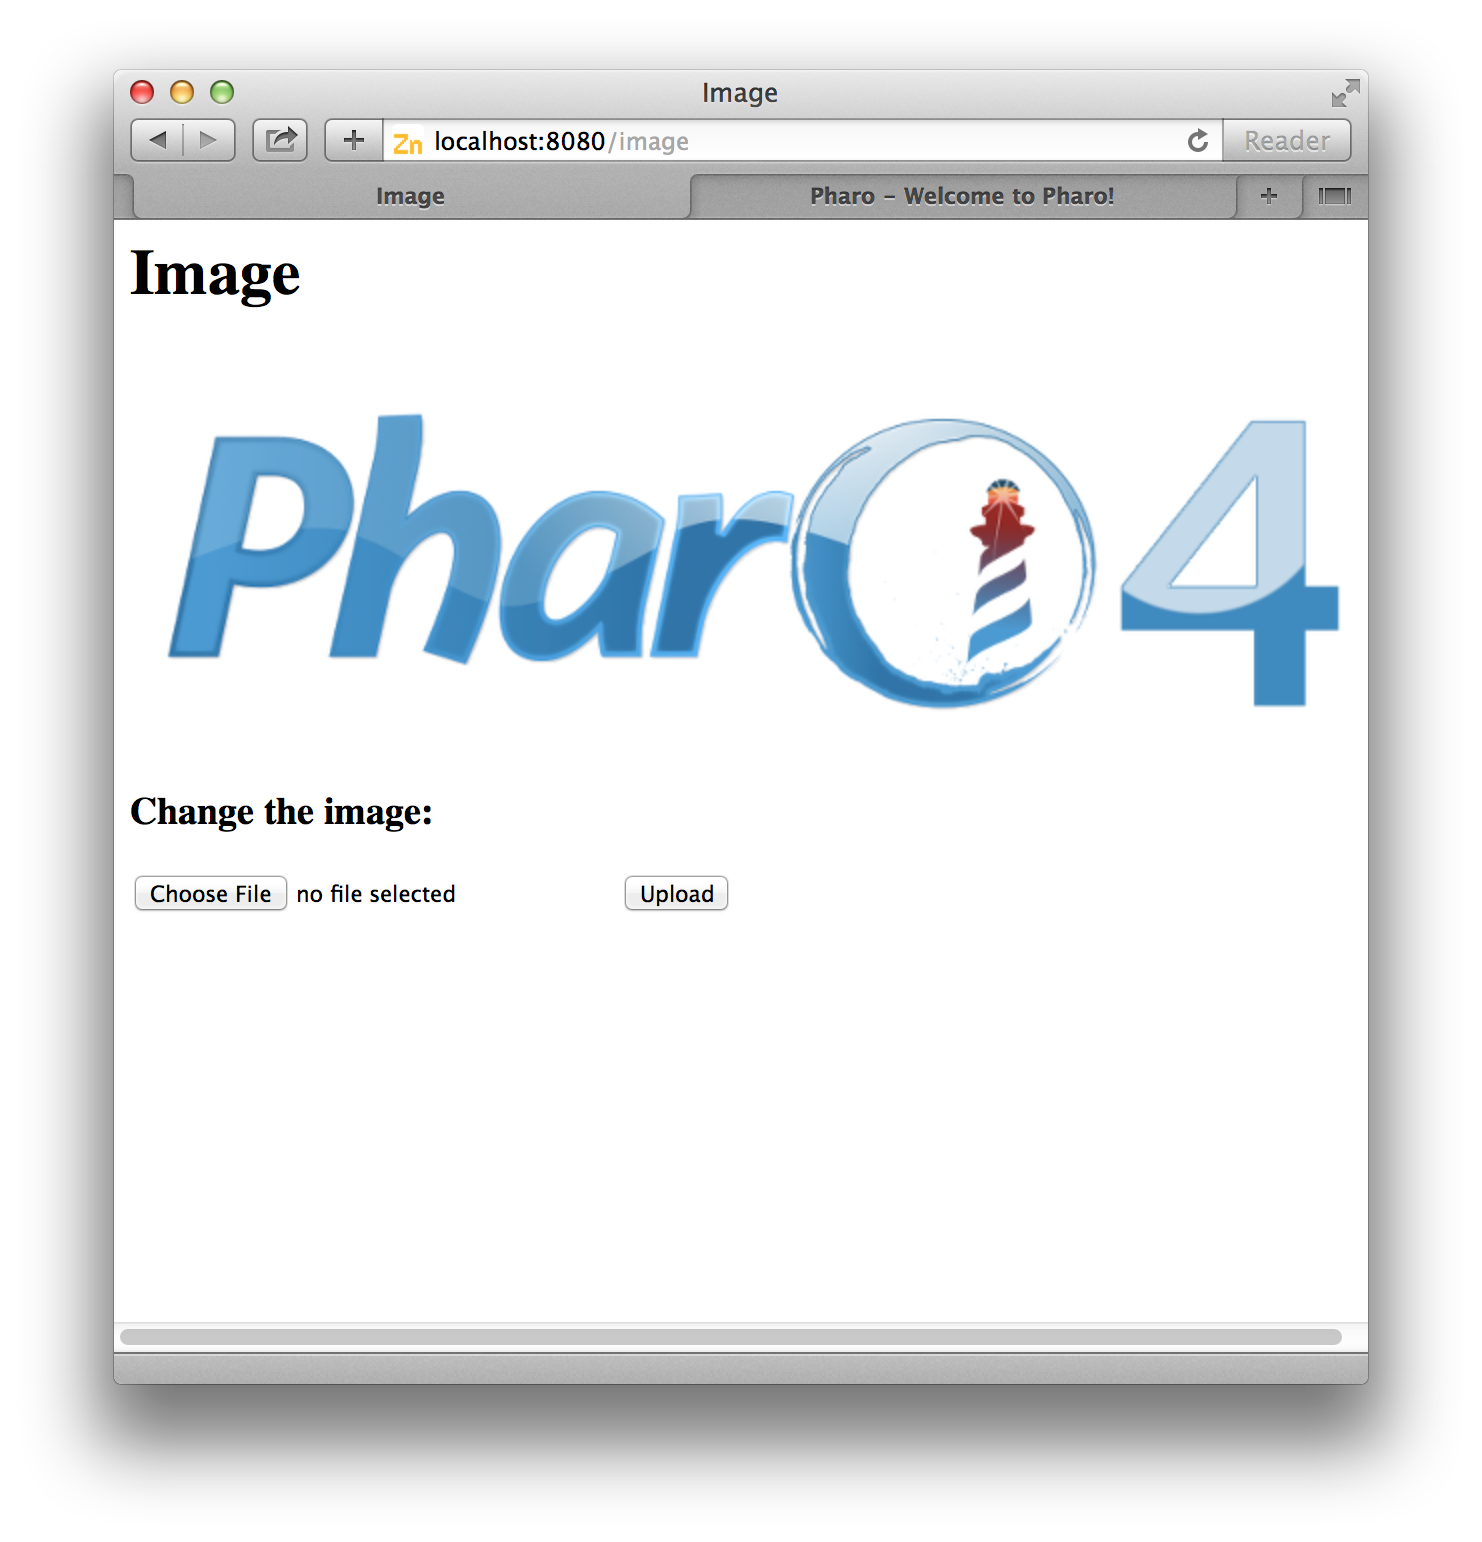 Image
Zn localhost:8080/image Reader
Image Pharo – Welcome to Pharo!
Image
Pharo 4
Change the image:
Choose File no file selected Upload